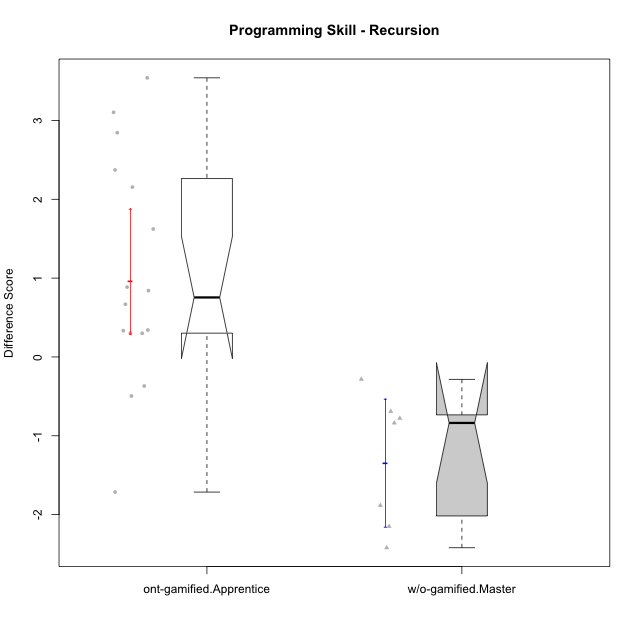 Programming Skill - Recursion
Difference Score
3
2
1
0
-1
-2
ont-gamified.Apprentice
w/o-gamified.Master